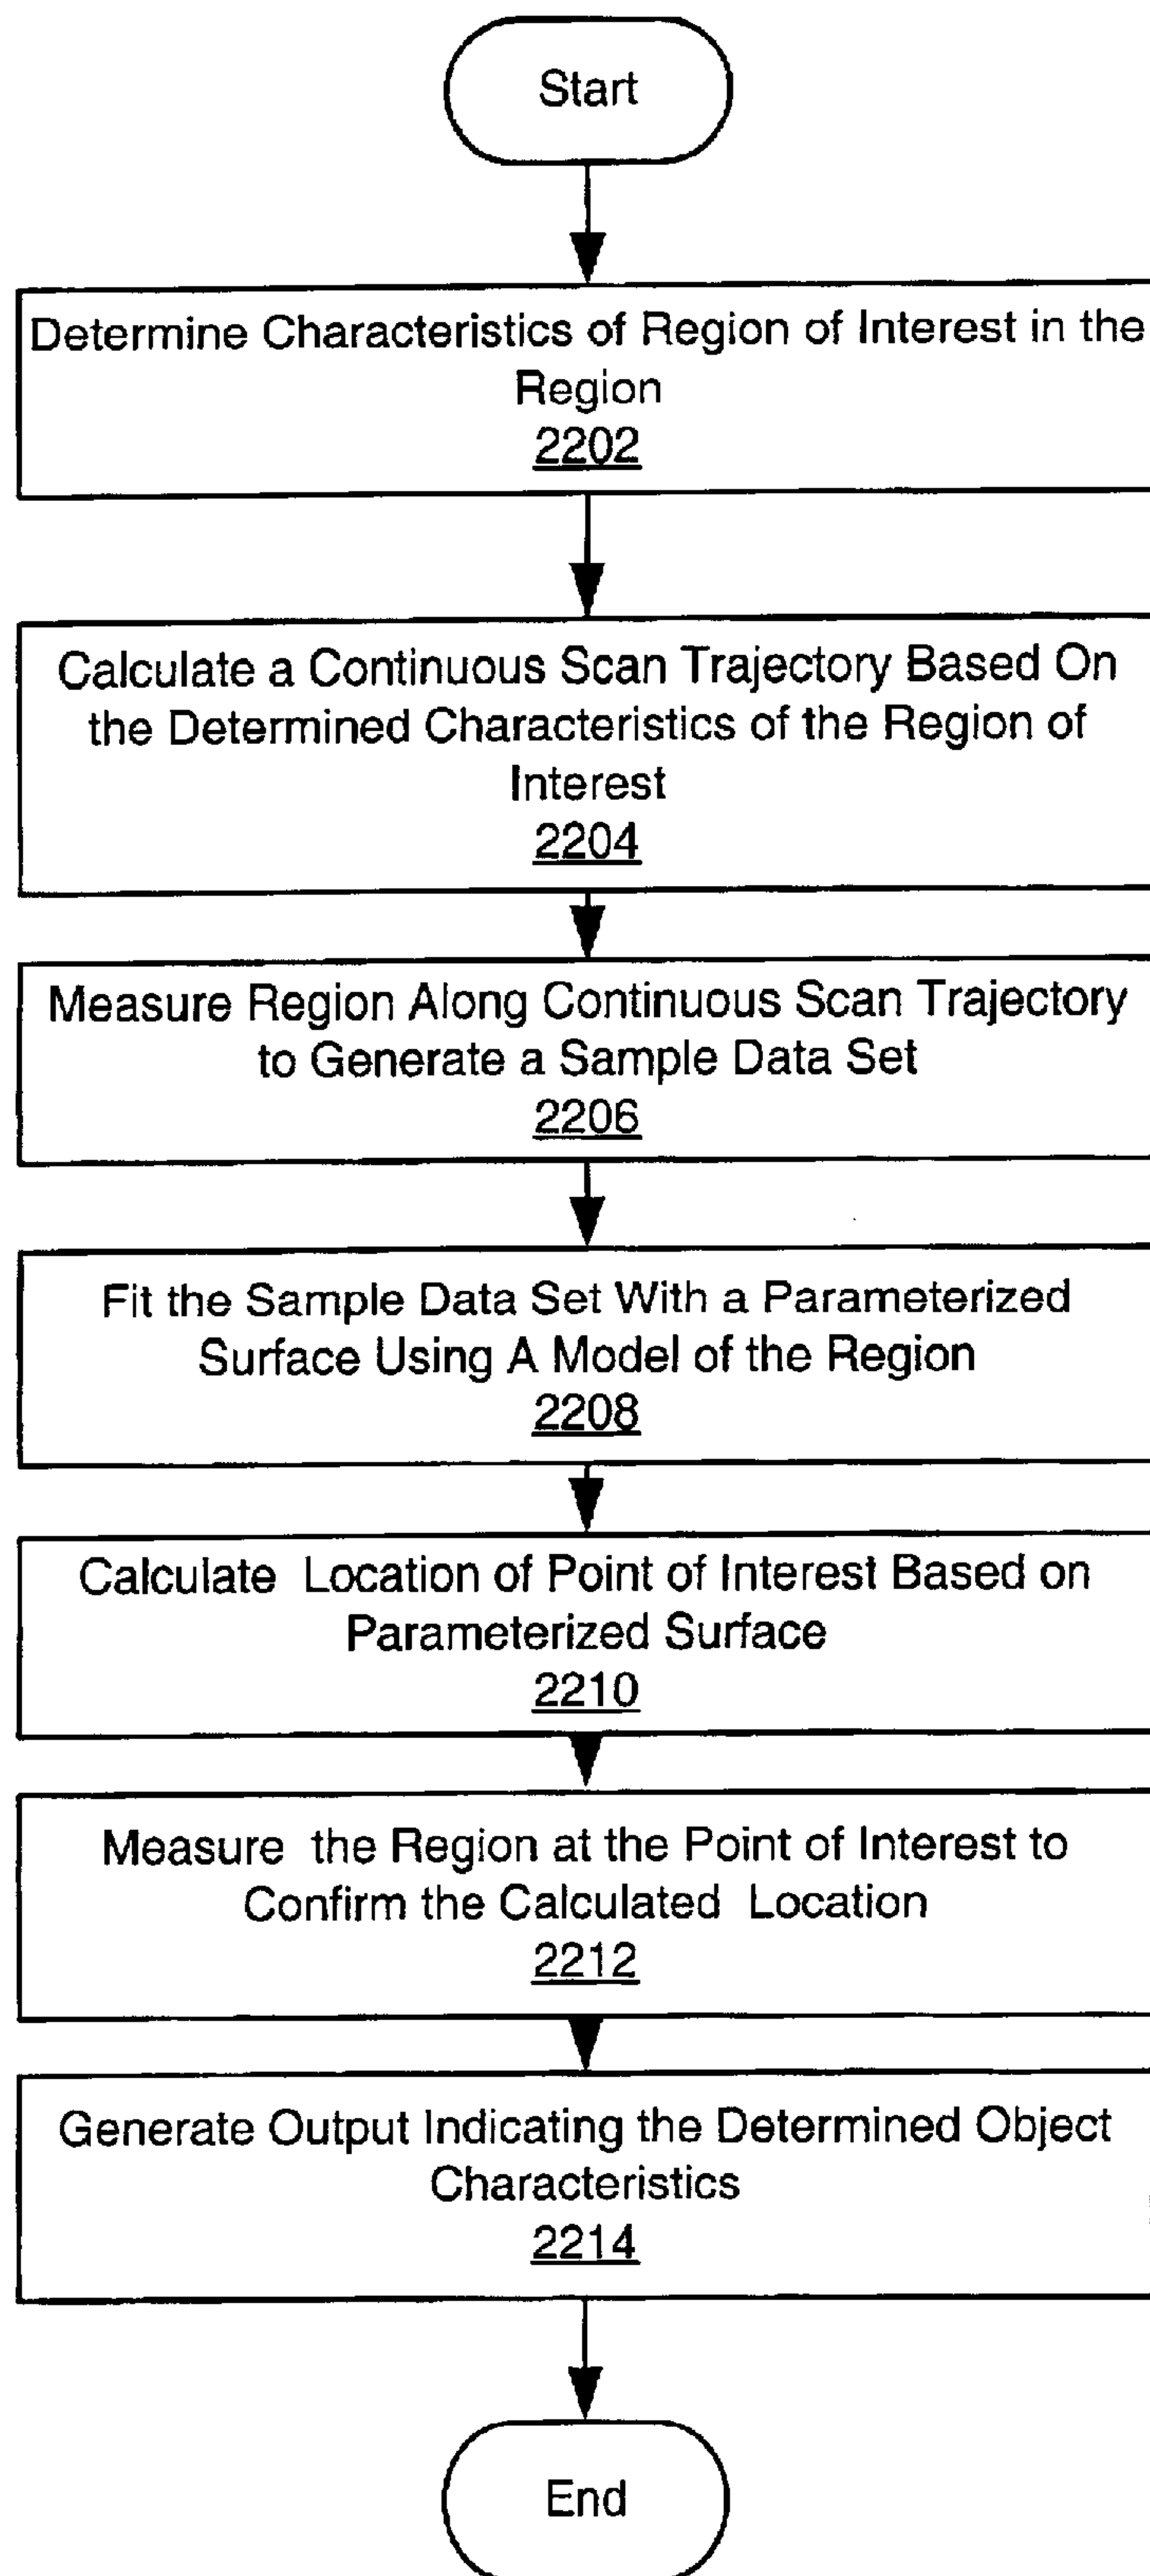 Start
Determine Characteristics of Region of Interest in the
Region
2202
Calculate a Continuous Scan Trajectory Based On
the Determined Characteristics of the Region of
Interest
2204
Measure Region Along Continuous Scan Trajectory
to Generate a Sample Data Set
2206
Fit the Sample Data Set With a Parameterized
Surface Using A Model of the Region
2208
Calculate Location of Point of Interest Based on
Parameterized Surface
2210
Measure the Region at the Point of Interest to
Confirm the Calculated Location
2212
Generate Output Indicating the Determined Object
Characteristics
2214
End